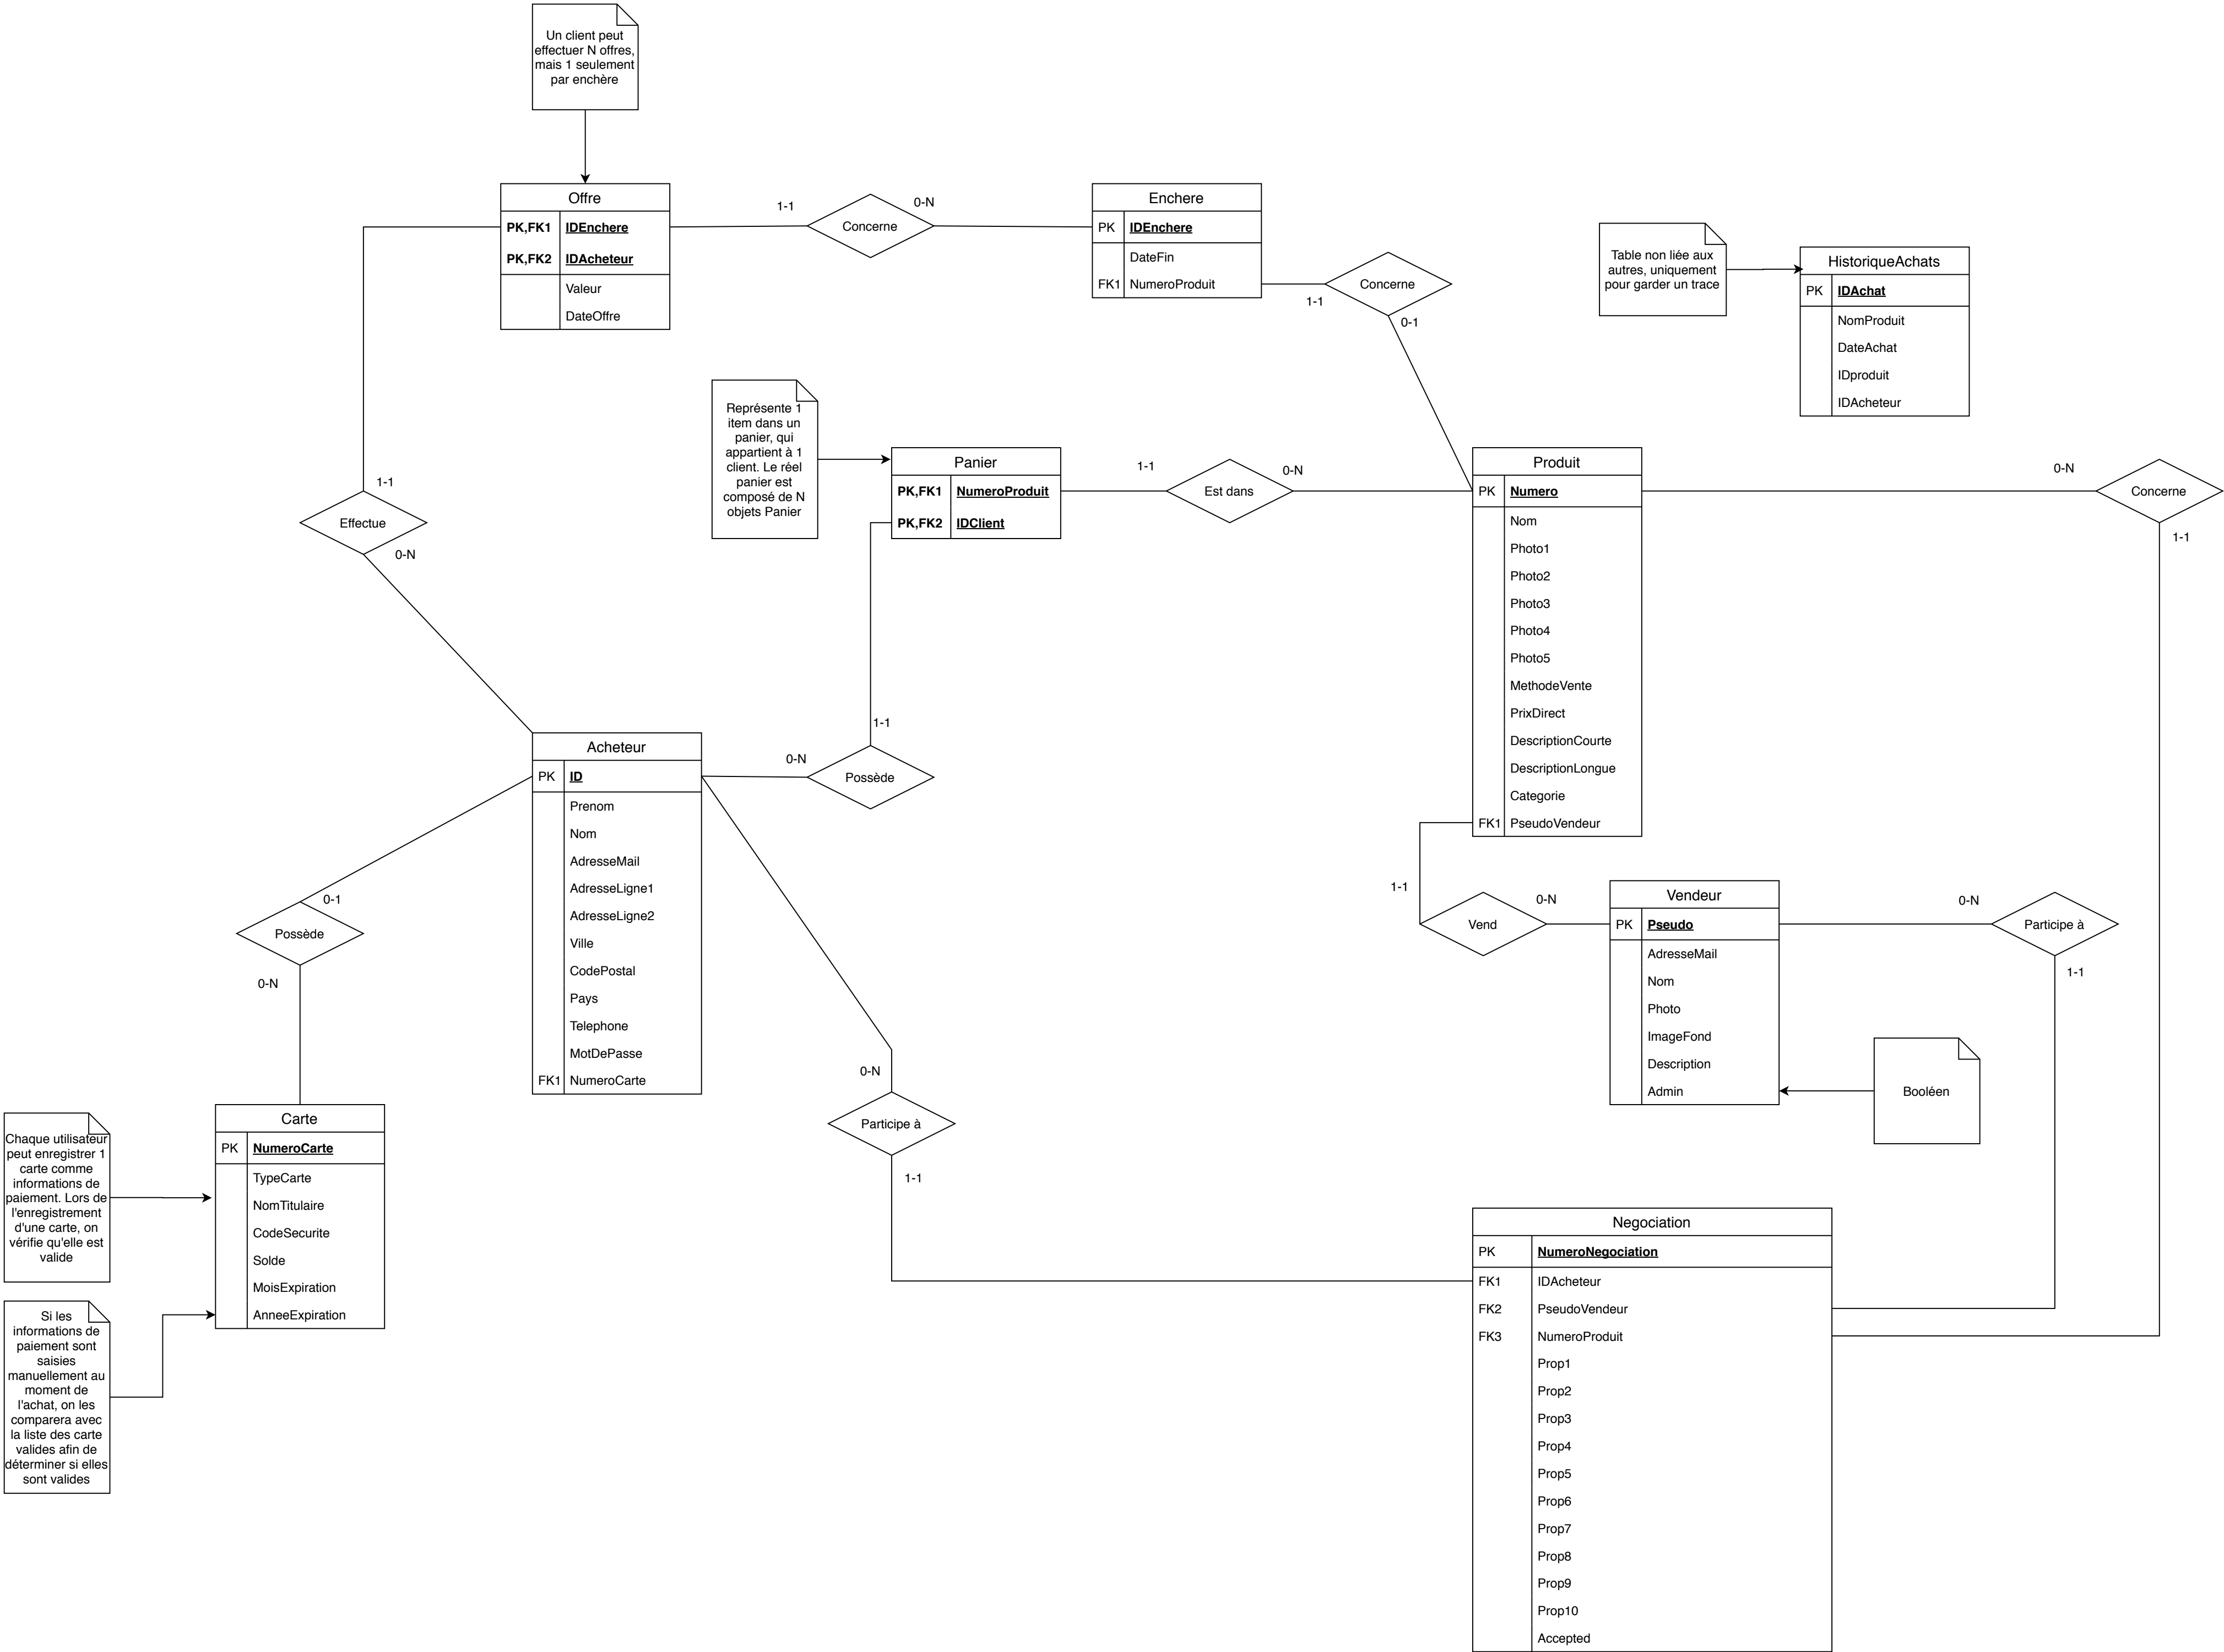 Un client peut
effectuer N offres,
mais 1 seulement
par enchère
Offre
PK,FK1 IDEnchere
PK,FK2 IDAcheteur
Valeur
DateOffre
1-1
Concerne
0-N
Enchere
PK IDEnchere
DateFin
FK1 NumeroProduit
1-1
Concerne
0-1
Table non liée aux
autres, uniquement
pour garder un trace
HistoriqueAchats
PK IDAchat
NomProduit
DateAchat
IDproduit
IDAcheteur
Représente 1
item dans un
panier, qui
appartient à 1
client. Le réel
panier est
composé de N
objets Panier
Panier
PK,FK1 NumeroProduit
PK,FK2 IDClient
1-1
Est dans
0-N
Produit
PK Numero
Nom
Photo1
Photo2
Photo3
Photo4
Photo5
MethodeVente
PrixDirect
DescriptionCourte
DescriptionLongue
Categorie
FK1 PseudoVendeur
0-N
Concerne
1-1
1-1
Effectue
0-N
Acheteur
PK ID
Prenom
Nom
AdresseMail
AdresseLigne1
AdresseLigne2
Ville
CodePostal
Pays
Telephone
MotDePasse
FK1 NumeroCarte
1-1
0-N
Possède
0-1
Possède
0-N
1-1
Vend
0-N
Vendeur
PK Pseudo
AdresseMail
Nom
Photo
ImageFond
Description
Admin
0-N
Participe à
1-1
Booléen
0-N
Participe à
1-1
Chaque utilisateur
peut enregistrer 1
carte comme
informations de
paiement. Lors de
l'enregistrement
d'une carte, on
vérifie qu'elle est
valide
Carte
PK NumeroCarte
TypeCarte
NomTitulaire
CodeSecurite
Solde
MoisExpiration
AnneeExpiration
Si les
informations de
paiement sont
saisies
manuellement au
moment de
l'achat, on les
comparera avec
la liste des carte
valides afin de
déterminer si elles
sont valides
Negociation
PK NumeroNegociation
FK1 IDAcheteur
FK2 PseudoVendeur
FK3 NumeroProduit
Prop1
Prop2
Prop3
Prop4
Prop5
Prop6
Prop7
Prop8
Prop9
Prop10
Accepted